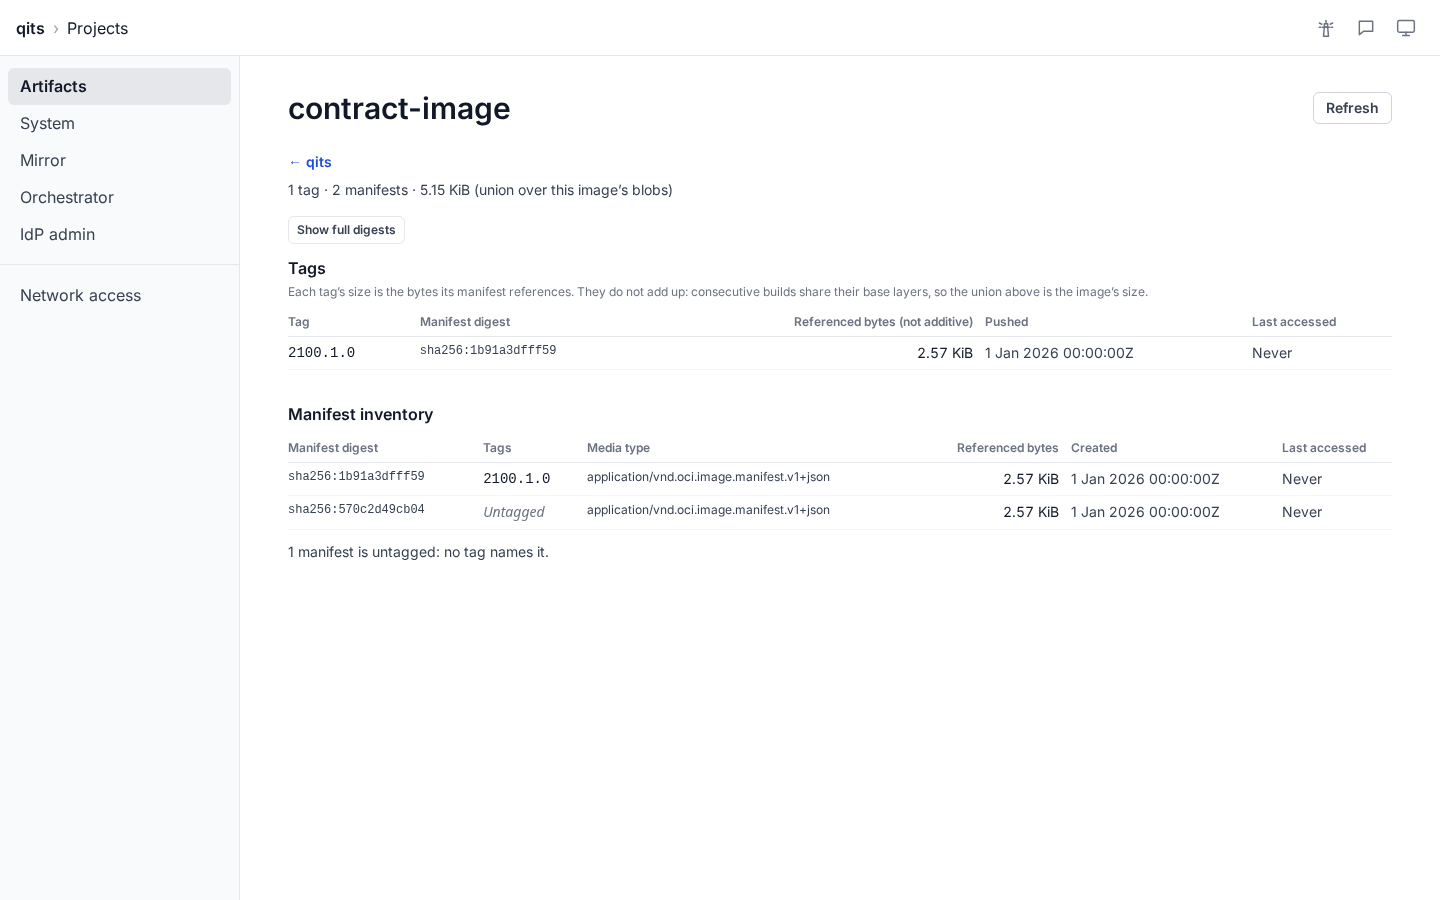 qits › Projects
Artifacts
System
Mirror
Orchestrator
IdP admin
Network access
contract-image
Refresh
← qits
1 tag · 2 manifests · 5.15 KiB (union over this image’s blobs)
Show full digests
Tags
Each tag’s size is the bytes its manifest references. They do not add up: consecutive builds share their base layers, so the union above is the image’s size.
Tag Manifest digest Referenced bytes (not additive) Pushed Last accessed
2100.1.0 sha256:1b91a3dfff59 2.57 KiB 1 Jan 2026 00:00:00Z Never
Manifest inventory
Manifest digest Tags Media type Referenced bytes Created Last accessed
sha256:1b91a3dfff59 2100.1.0 application/vnd.oci.image.manifest.v1+json 2.57 KiB 1 Jan 2026 00:00:00Z Never
sha256:570c2d49cb04 Untagged application/vnd.oci.image.manifest.v1+json 2.57 KiB 1 Jan 2026 00:00:00Z Never
1 manifest is untagged: no tag names it.